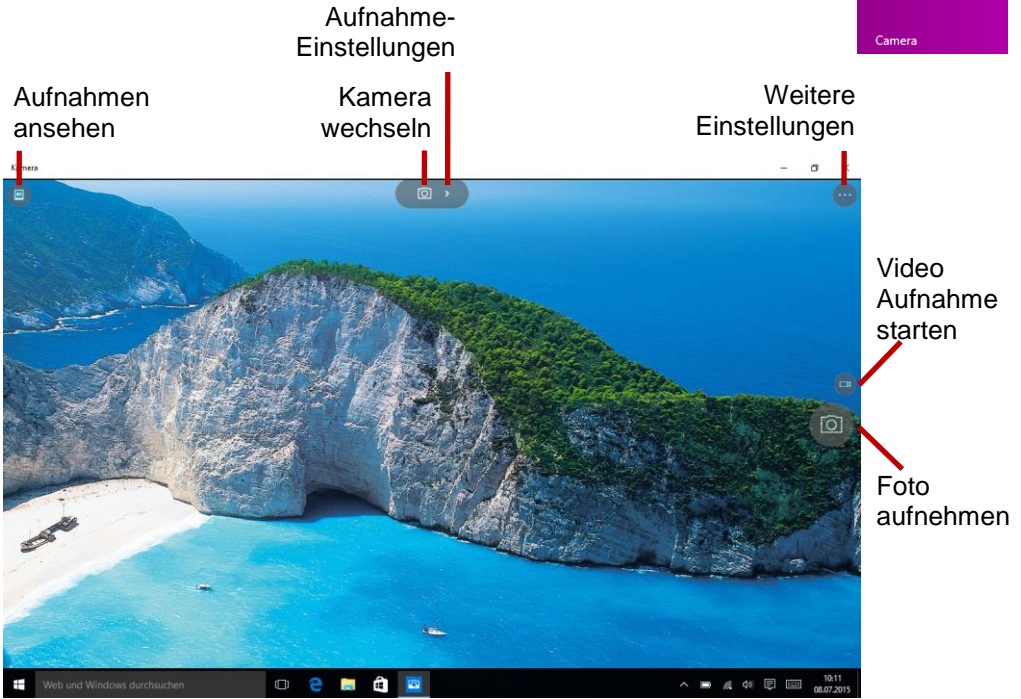 Aufnahme-
Einstellungen
Camera
Aufnahmen
ansehen
Kamera
wechseln
Weitere
Einstellungen
Kamera
Video
Aufnahme
starten
Foto
aufnehmen
Web und Windows durchsuchen
10:11
08.07.2015